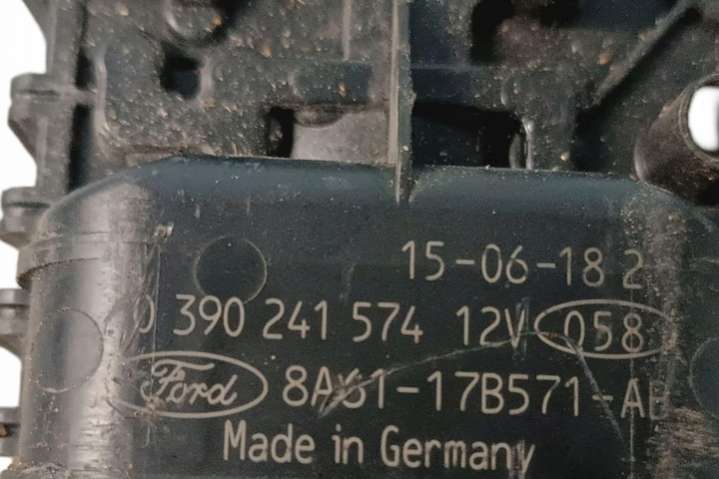 15-06-18 2
0 390 241 574 12V 058
Ford 8A61-17B571-AB
Made in Germany